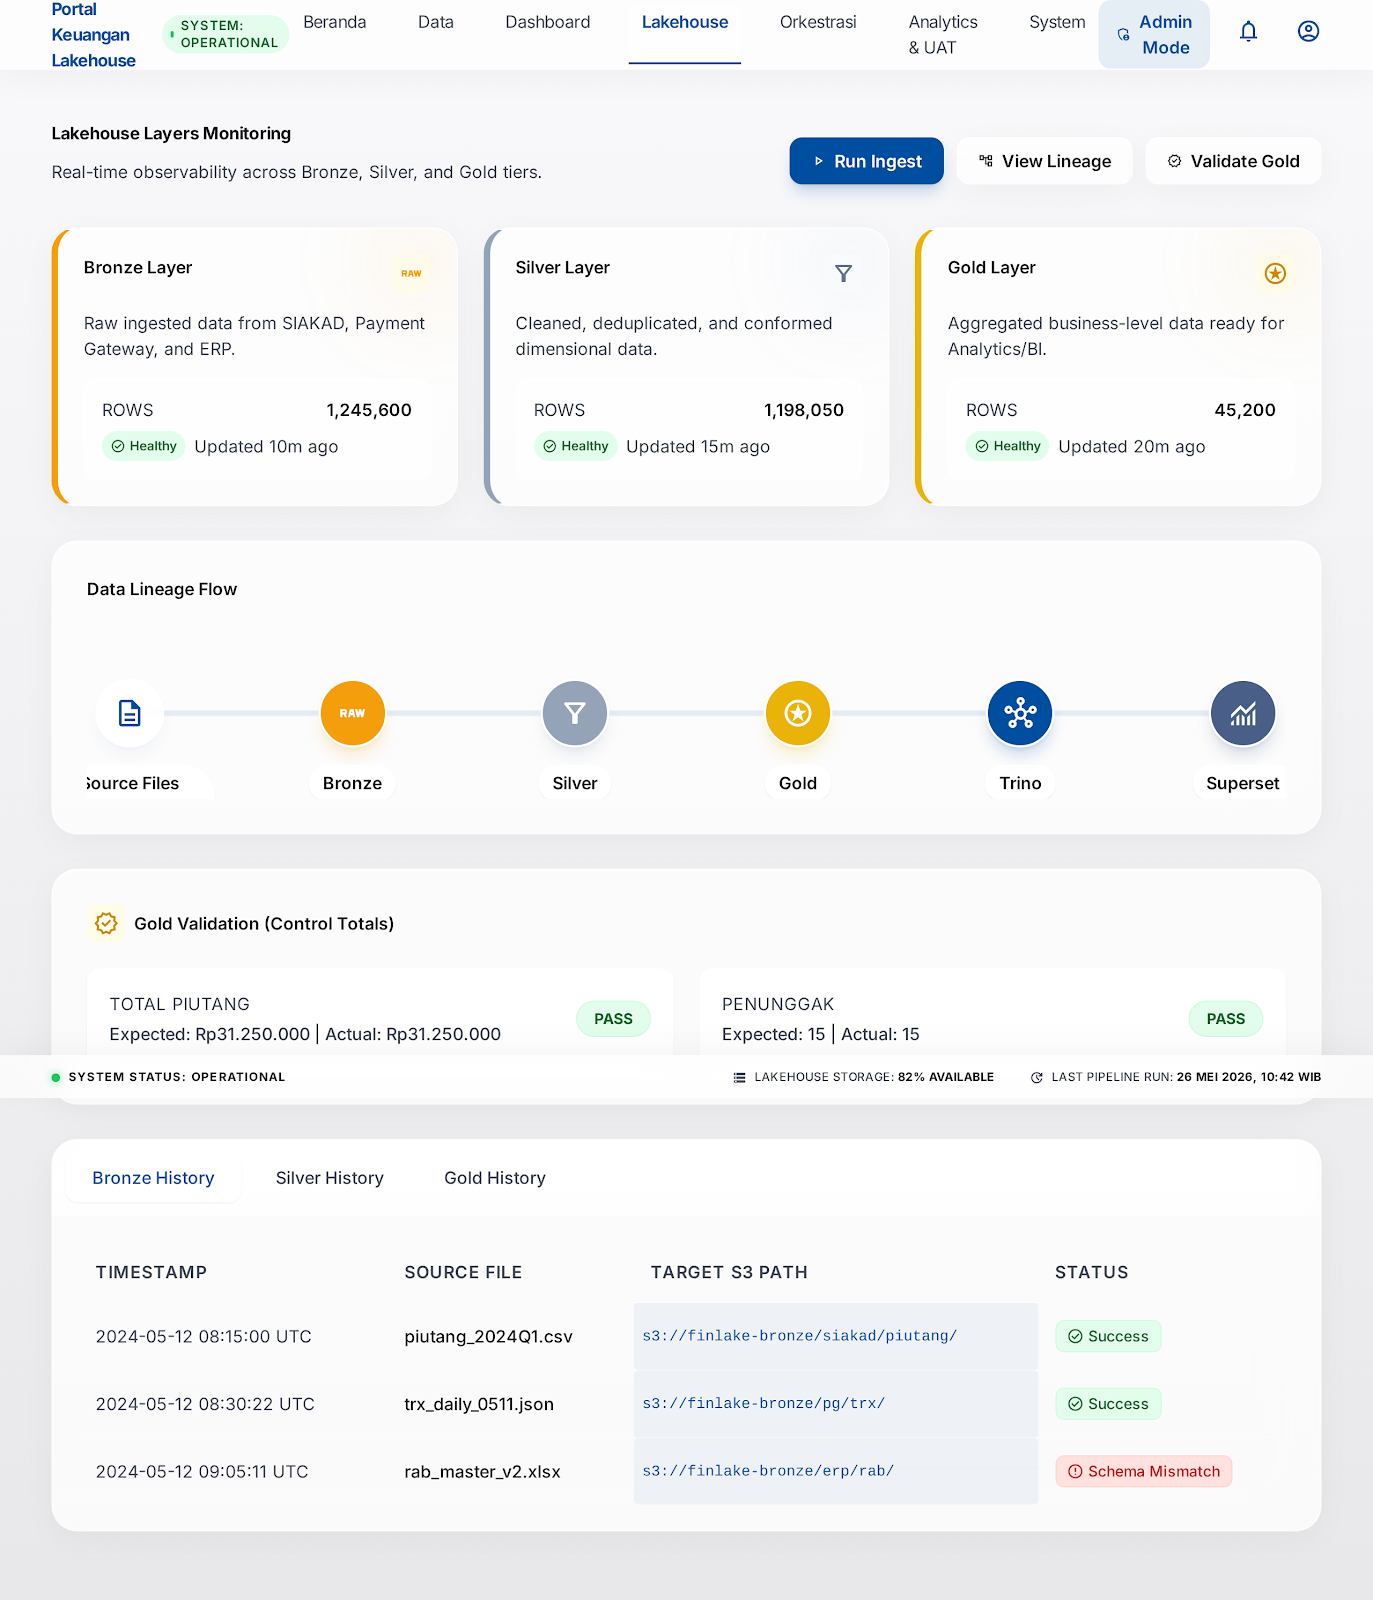 Portal
Keuangan
Lakehouse
SYSTEM:
OPERATIONAL
Beranda
Data
Dashboard
Lakehouse
Orkestrasi
Analytics
& UAT
System
Admin
Mode
Lakehouse Layers Monitoring
Real-time observability across Bronze, Silver, and Gold tiers.
Run Ingest
View Lineage
Validate Gold
Bronze Layer
RAW
Raw ingested data from SIAKAD, Payment
Gateway, and ERP.
ROWS 1,245,600
Healthy Updated 10m ago
Silver Layer
Cleaned, deduplicated, and conformed
dimensional data.
ROWS 1,198,050
Healthy Updated 15m ago
Gold Layer
Aggregated business-level data ready for
Analytics/BI.
ROWS 45,200
Healthy Updated 20m ago
Data Lineage Flow
RAW
Source Files
Bronze
Silver
Gold
Trino
Superset
Gold Validation (Control Totals)
TOTAL PIUTANG
Expected: Rp31.250.000 | Actual: Rp31.250.000
PASS
PENUNGGAK
Expected: 15 | Actual: 15
PASS
SYSTEM STATUS: OPERATIONAL
LAKEHOUSE STORAGE: 82% AVAILABLE
LAST PIPELINE RUN: 26 MEI 2026, 10:42 WIB
Bronze History
Silver History
Gold History
TIMESTAMP SOURCE FILE TARGET S3 PATH STATUS
2024-05-12 08:15:00 UTC piutang_2024Q1.csv s3://finlake-bronze/siakad/piutang/ Success
2024-05-12 08:30:22 UTC trx_daily_0511.json s3://finlake-bronze/pg/trx/ Success
2024-05-12 09:05:11 UTC rab_master_v2.xlsx s3://finlake-bronze/erp/rab/ Schema Mismatch